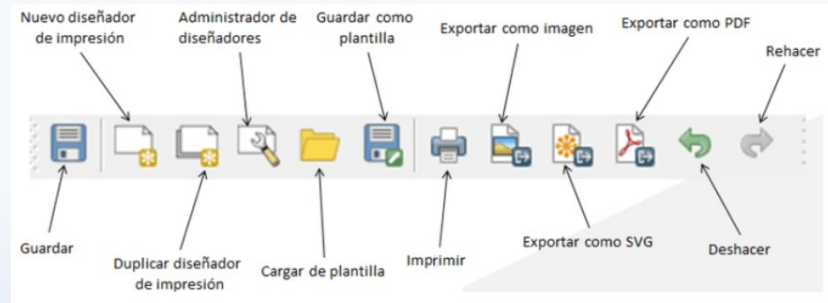 Nuevo diseñador
de impresión
Administrador de
diseñadores
Guardar como
plantilla
Exportar como imagen
Exportar como PDF
Rehacer
Guardar
Duplicar diseñador
de impresión
Cargar de plantilla
Imprimir
Exportar como SVG
Deshacer